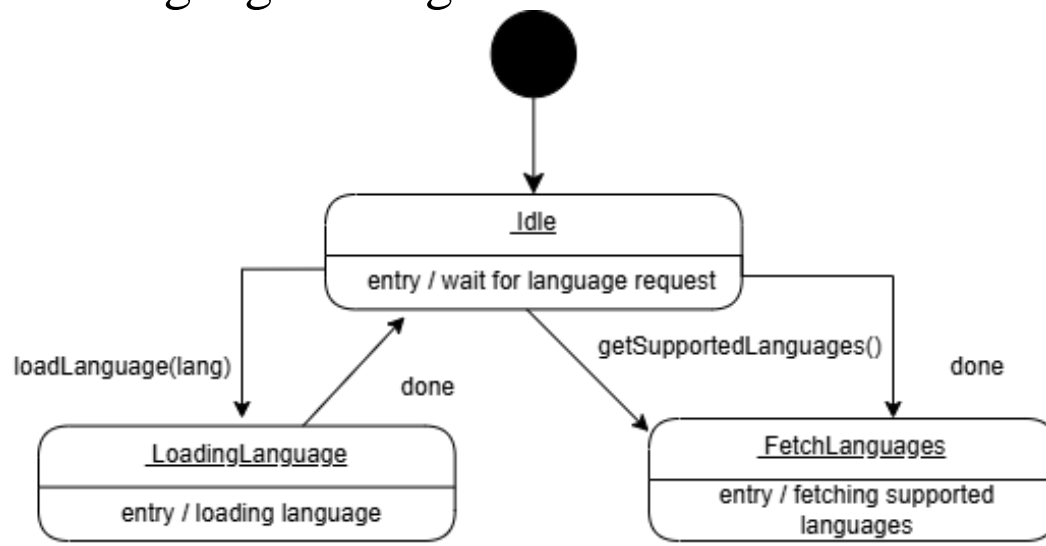 Idle
entry / wait for language request
loadLanguage(lang)
done
getSupportedLanguages()
done
LoadingLanguage
entry / loading language
FetchLanguages
entry / fetching supported
languages